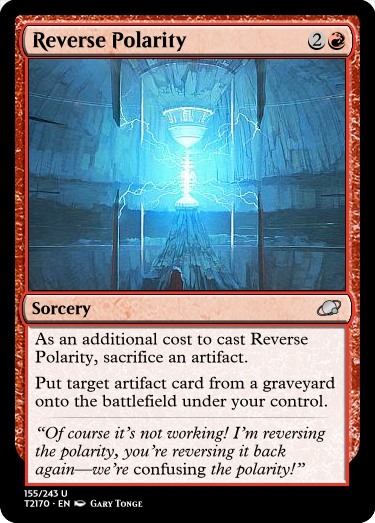 Reverse Polarity 2
Sorcery
As an additional cost to cast Reverse
Polarity, sacrifice an artifact.
Put target artifact card from a graveyard
onto the battlefield under your control.
“Of course it’s not working! I’m reversing
the polarity, you’re reversing it back
again—we’re confusing the polarity!”
155/243 U
T2170 • EN GARY TONGE